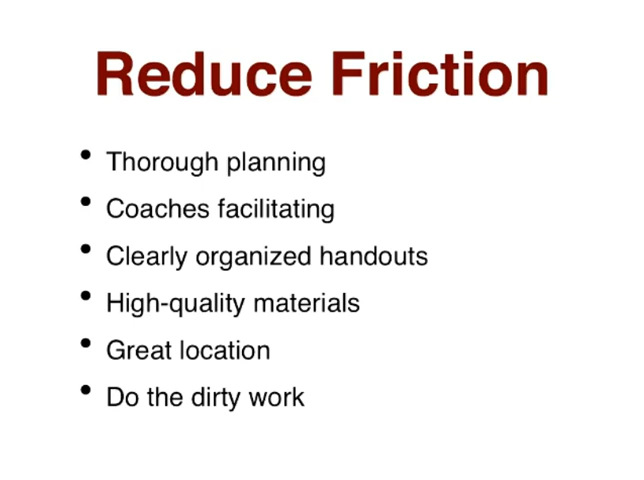 Reduce Friction
• Thorough planning
• Coaches facilitating
• Clearly organized handouts
• High-quality materials
• Great location
• Do the dirty work